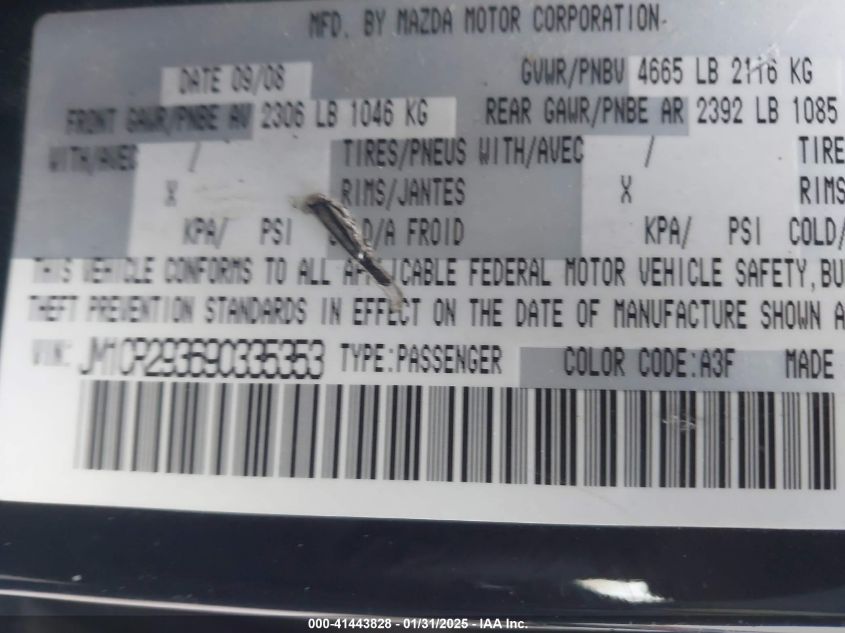 MFD. BY MAZDA MOTOR CORPORATION
DATE 09/08 GVWR/PNBV 4665 LB 2116 KG
FRONT GAWR/PNBE AV 2306 LB 1046 KG REAR GAWR/PNBE AR 2392 LB 1085
WITH/AVEC / TIRES/PNEUS WITH/AVEC / TIRE
X RIMS/JANTES X RIMS
KPA/ PSI COLD/A FROID KPA/ PSI COLD/
THIS VEHICLE CONFORMS TO ALL APPLICABLE FEDERAL MOTOR VEHICLE SAFETY,BU
THEFT PREVENTION STANDARDS IN EFFECT ON THE DATE OF MANUFACTURE SHOWN A
VIN: JM1CR293690335353 TYPE:PASSENGER COLOR CODE:A3F MADE
000-41443828 - 01/31/2025 - IAA Inc.